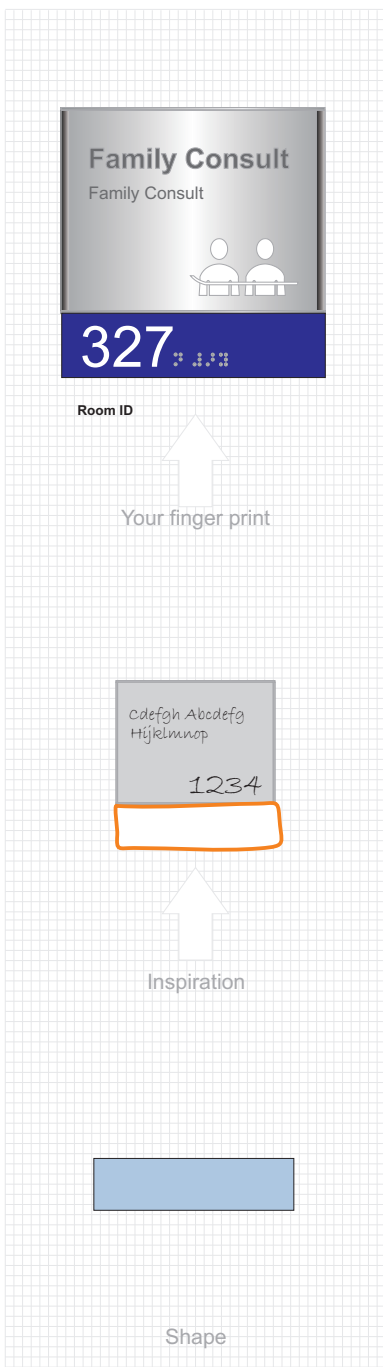 Family Consult
Family Consult
327
Room ID
Your finger print
Cdefgh Abcdefg
Hijklmnop
1234
Inspiration
Shape